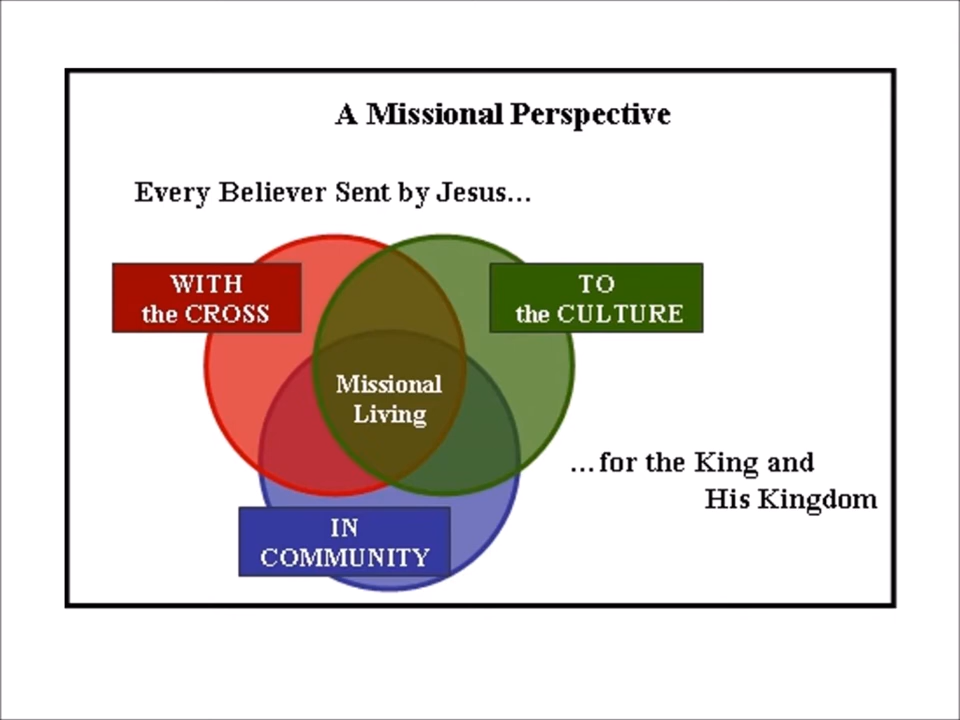 A Missional Perspective
Every Believer Sent by Jesus...
WITH
the CROSS
TO
the CULTURE
Missional
Living
...for the King and
His Kingdom
IN
COMMUNITY